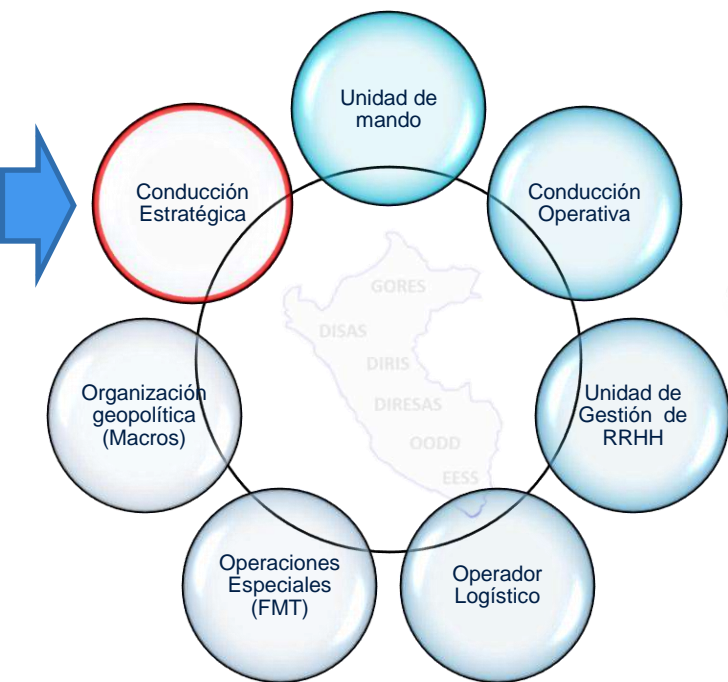 Unidad de
mando
Conducción
Estratégica
Conducción
Operativa
GORES
DISAS
DIRIS
DIRESAS
OODD
EESS
Organización
geopolítica
(Macros)
Unidad de
Gestión de
RRHH
Operaciones
Especiales
(FMT)
Operador
Logístico